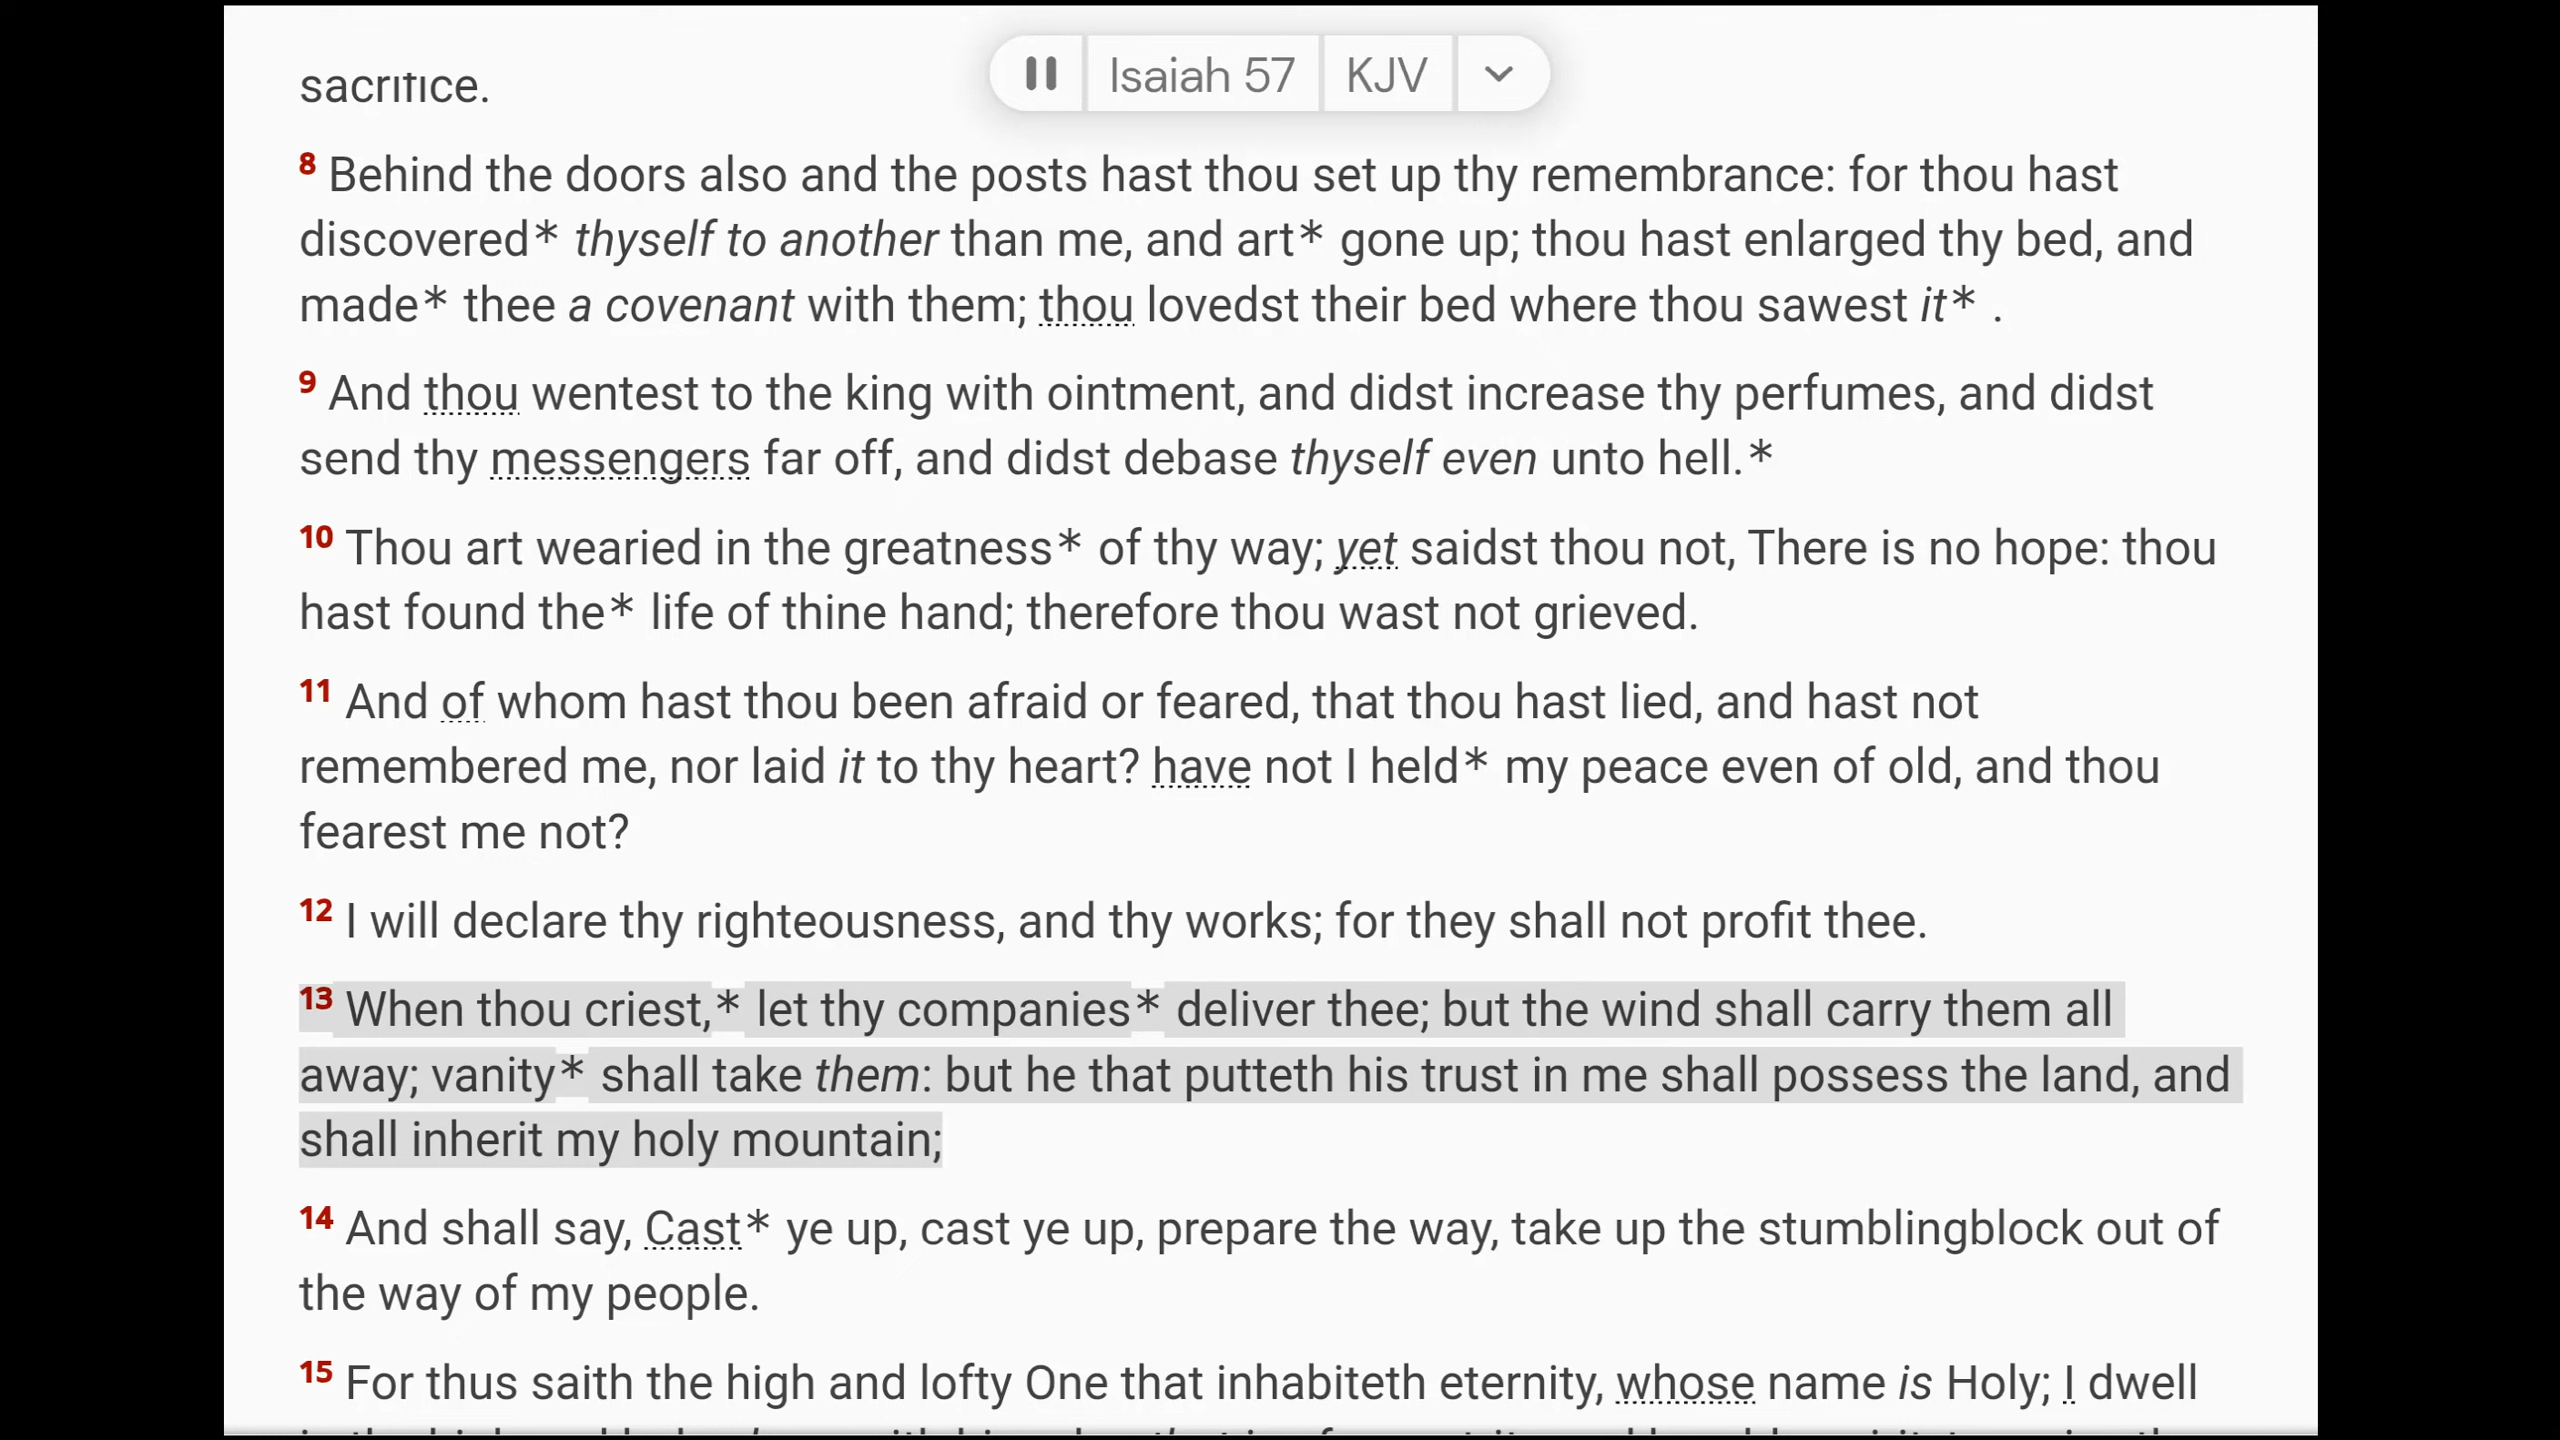 sacrifice.
Isaiah 57 KJV
8 Behind the doors also and the posts hast thou set up thy remembrance: for thou hast
discovered* thyself to another than me, and art* gone up; thou hast enlarged thy bed, and
made* thee a covenant with them; thou lovedst their bed where thou sawest it* .
9 And thou wentest to the king with ointment, and didst increase thy perfumes, and didst
send thy messengers far off, and didst debase thyself even unto hell.*
10 Thou art wearied in the greatness* of thy way; yet saidst thou not, There is no hope: thou
hast found the* life of thine hand; therefore thou wast not grieved.
11 And of whom hast thou been afraid or feared, that thou hast lied, and hast not
remembered me, nor laid it to thy heart? have not I held* my peace even of old, and thou
fearest me not?
12 I will declare thy righteousness, and thy works; for they shall not profit thee.
13 When thou criest,* let thy companies* deliver thee; but the wind shall carry them all
away; vanity* shall take them: but he that putteth his trust in me shall possess the land, and
shall inherit my holy mountain;
14 And shall say, Cast* ye up, cast ye up, prepare the way, take up the stumblingblock out of
the way of my people.
15 For thus saith the high and lofty One that inhabiteth eternity, whose name is Holy; I dwell